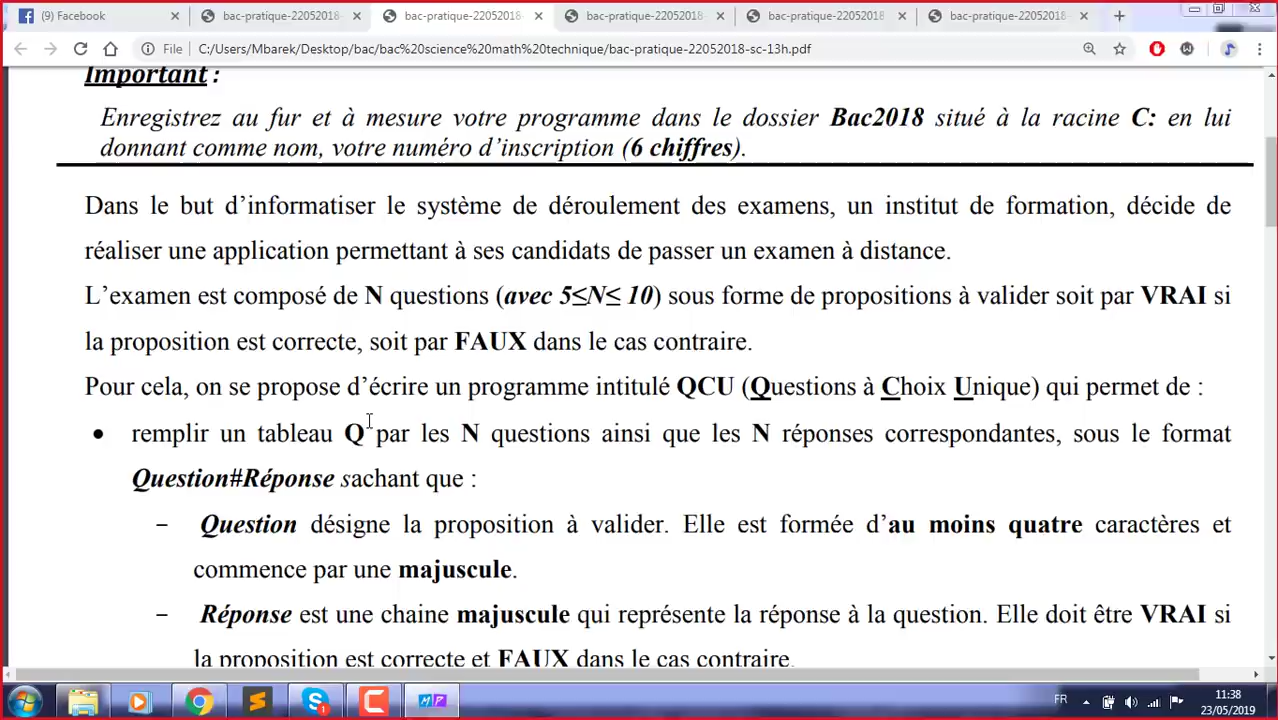 (9) Facebook
bac-pratique-22052018-
bac-pratique-22052018-
bac-pratique-22052018-
bac-pratique-22052018-
bac-pratique-22052018-
File
C:/Users/Mbarek/Desktop/bac/bac%20science%20math%20technique/bac-pratique-22052018-sc-13h.pdf
Important :
Enregistrez au fur et à mesure votre programme dans le dossier Bac2018 situé à la racine C: en lui
donnant comme nom, votre numéro d’inscription (6 chiffres).
Dans le but d’informatiser le système de déroulement des examens, un institut de formation, décide de
réaliser une application permettant à ses candidats de passer un examen à distance.
L’examen est composé de N questions (avec 5≤N≤ 10) sous forme de propositions à valider soit par VRAI si
la proposition est correcte, soit par FAUX dans le cas contraire.
Pour cela, on se propose d’écrire un programme intitulé QCU (Questions à Choix Unique) qui permet de :
• remplir un tableau Q par les N questions ainsi que les N réponses correspondantes, sous le format
Question#Réponse sachant que :
− Question désigne la proposition à valider. Elle est formée d’au moins quatre caractères et
commence par une majuscule.
− Réponse est une chaine majuscule qui représente la réponse à la question. Elle doit être VRAI si
la proposition est correcte et FAUX dans le cas contraire.
FR
11:38
23/05/2019